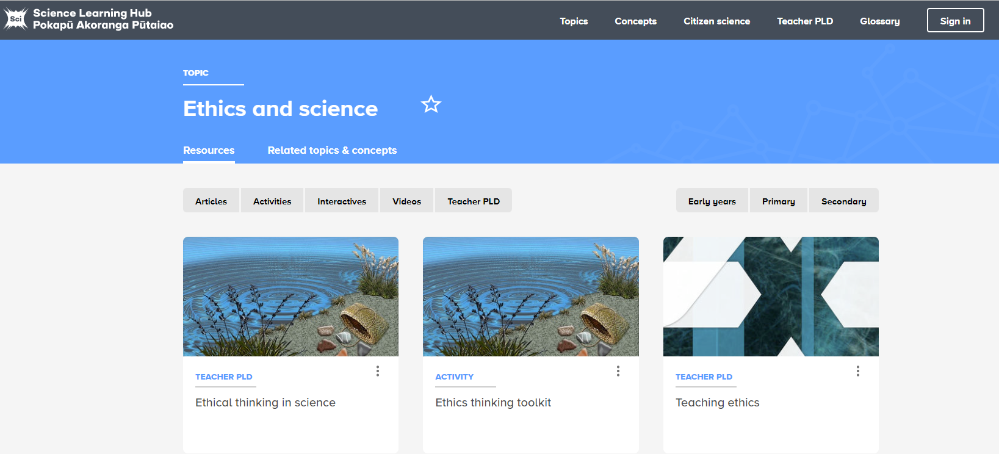 Sci
Science Learning Hub
Pokapū Akoranga Pūtaiao
Topics
Concepts
Citizen science
Teacher PLD
Glossary
Sign in
TOPIC
Ethics and science
Resources
Related topics & concepts
Articles
Activities
Interactives
Videos
Teacher PLD
Early years
Primary
Secondary
TEACHER PLD
Ethical thinking in science
ACTIVITY
Ethics thinking toolkit
TEACHER PLD
Teaching ethics